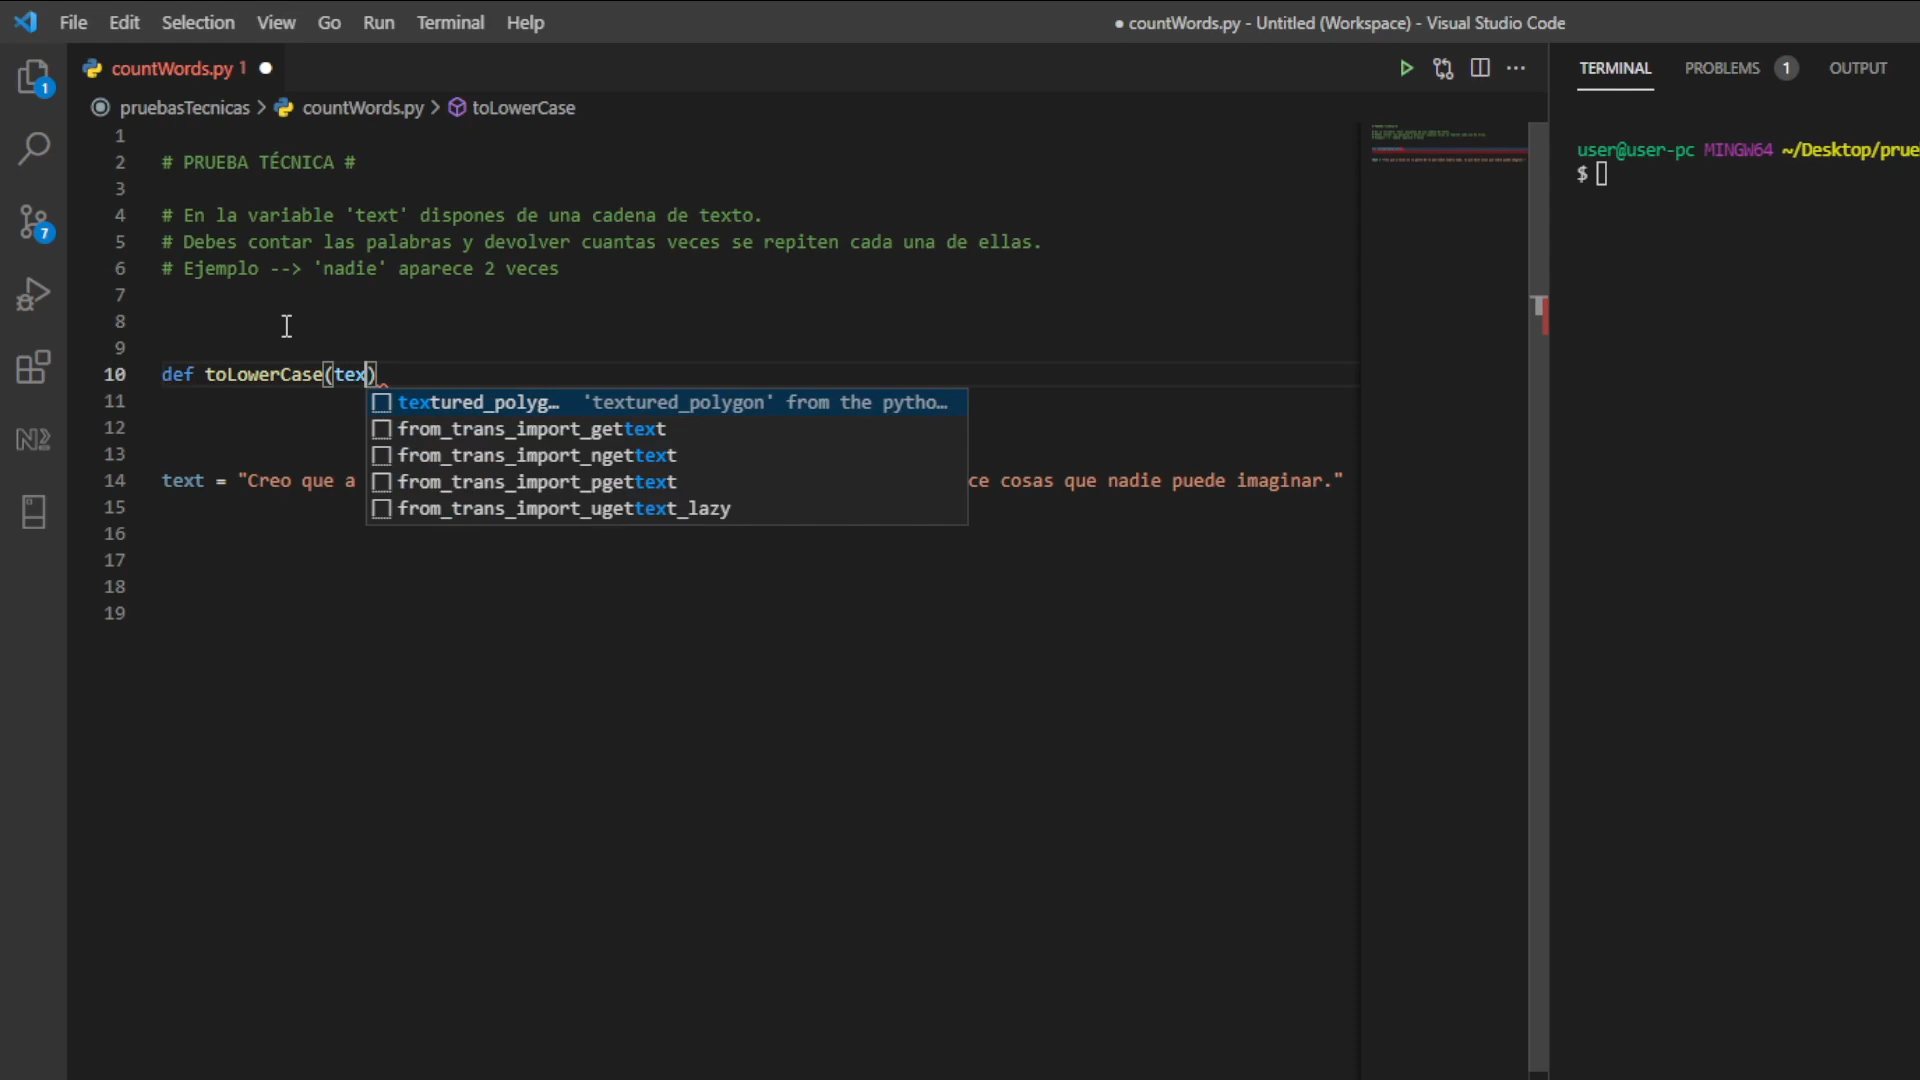 File Edit Selection View Go Run Terminal Help
● countWords.py - Untitled (Workspace) - Visual Studio Code
countWords.py 1 ●
TERMINAL PROBLEMS 1 OUTPUT
1
7
pruebasTecnicas > countWords.py > toLowerCase
1
2 # PRUEBA TÉCNICA #
3
4 # En la variable 'text' dispones de una cadena de texto.
5 # Debes contar las palabras y devolver cuantas veces se repiten cada una de ellas.
6 # Ejemplo --> 'nadie' aparece 2 veces
7
8
9
10 def toLowerCase(tex)
11
12
13
14 text = "Creo que a ce cosas que nadie puede imaginar."
15
16
17
18
19
textured_polyg… 'textured_polygon' from the pytho…
from_trans_import_gettext
from_trans_import_ngettext
from_trans_import_pgettext
from_trans_import_ugettext_lazy
user@user-pc MINGW64 ~/Desktop/prue
$